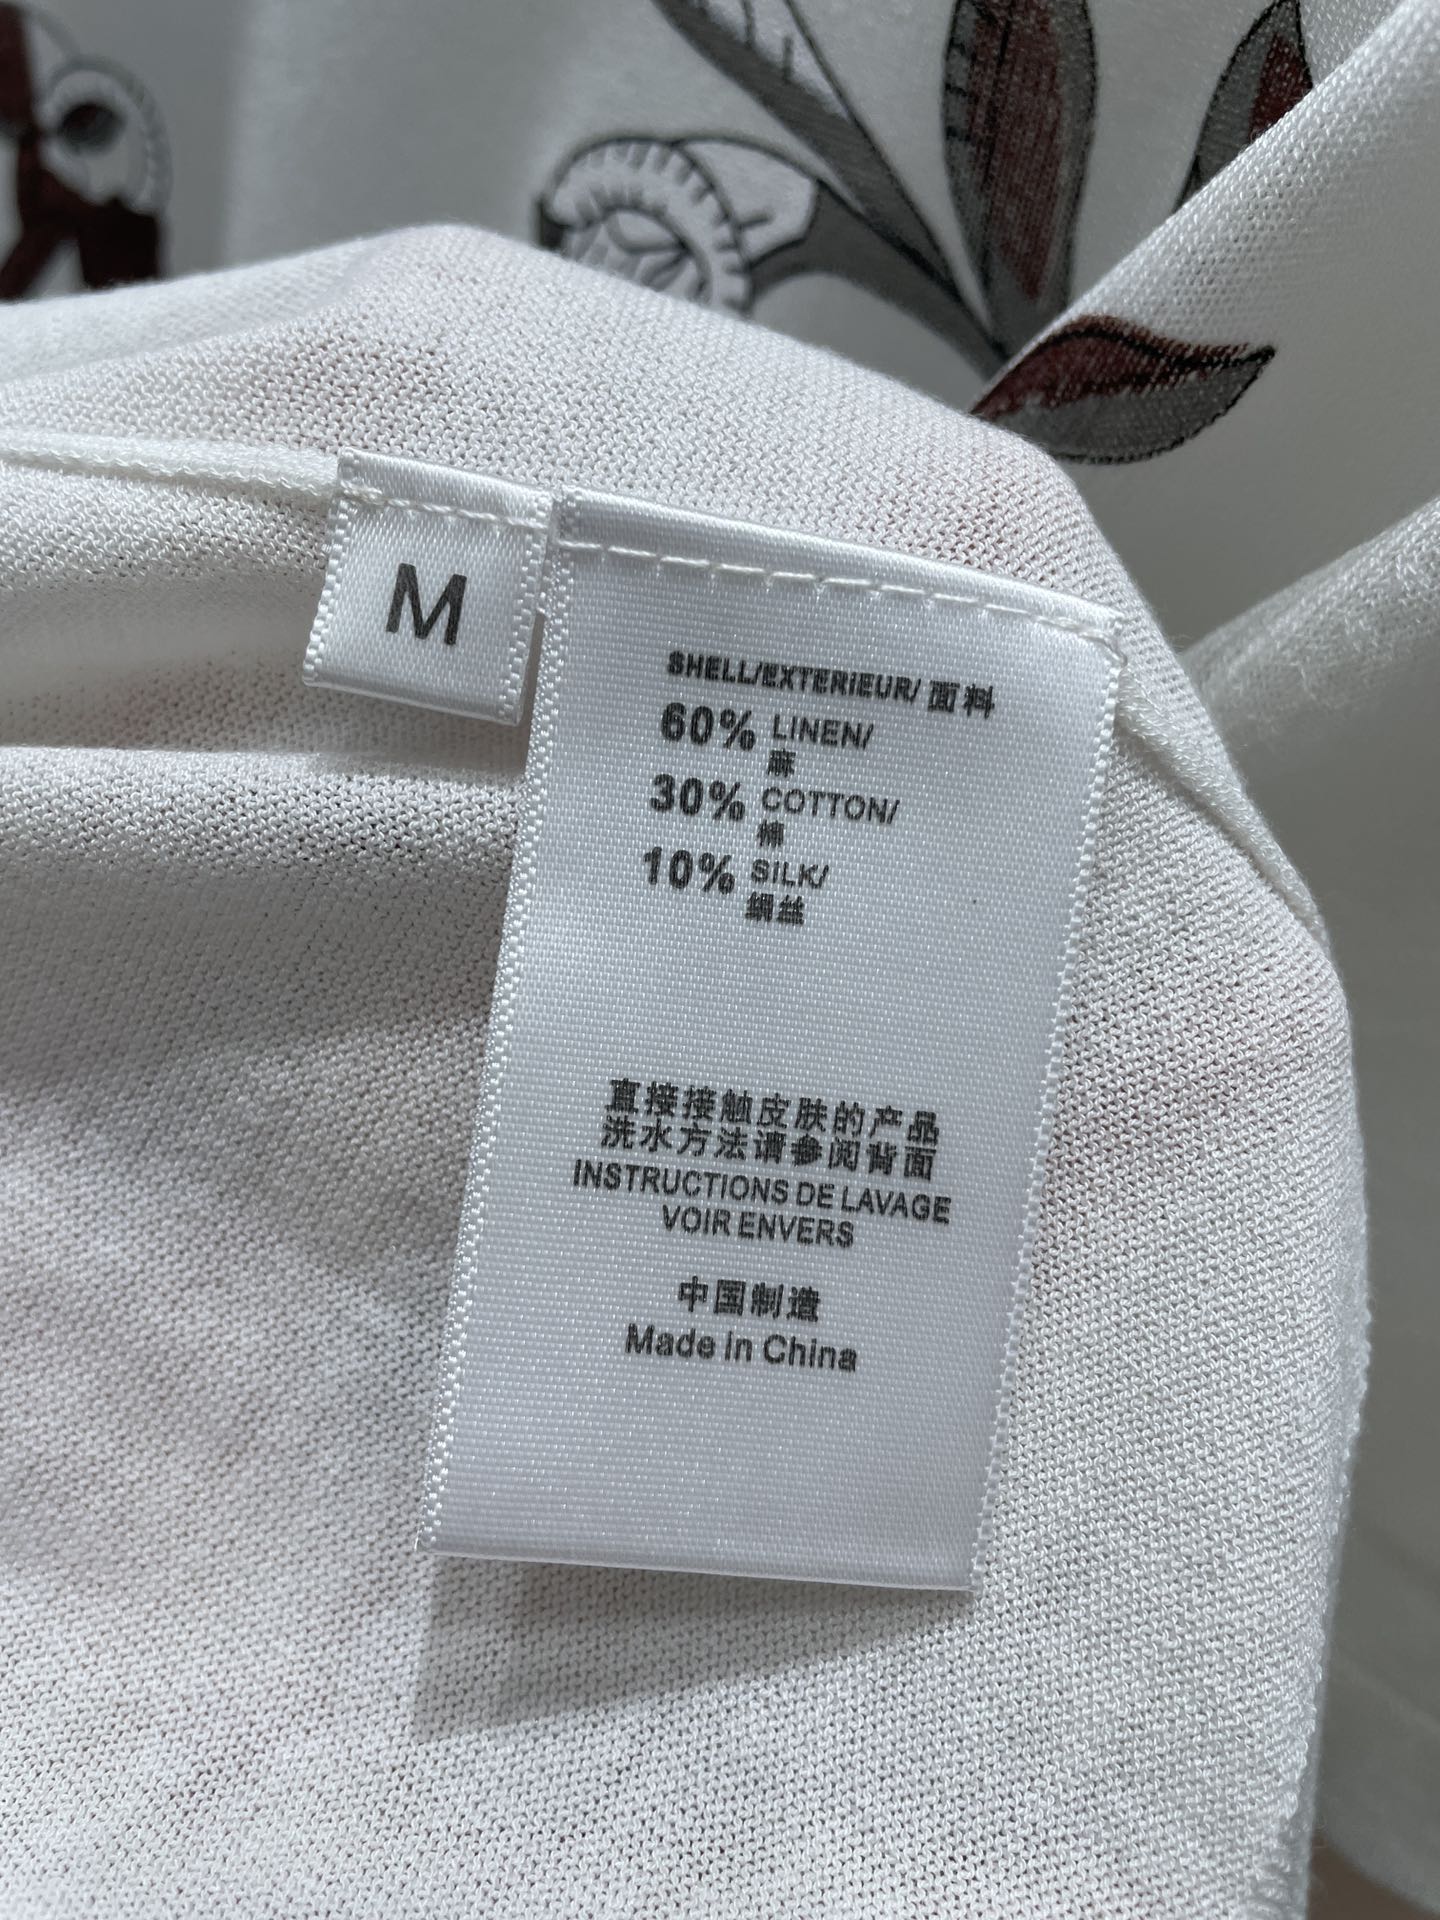 M
SHELL/EXTERIEUR/ 面料
60% LINEN/
麻
30% COTTON/
棉
10% SILK/
绢丝
直接接触皮肤的产品
洗水方法请参阅背面
INSTRUCTIONS DE LAVAGE
VOIR ENVERS
中国制造
Made In China